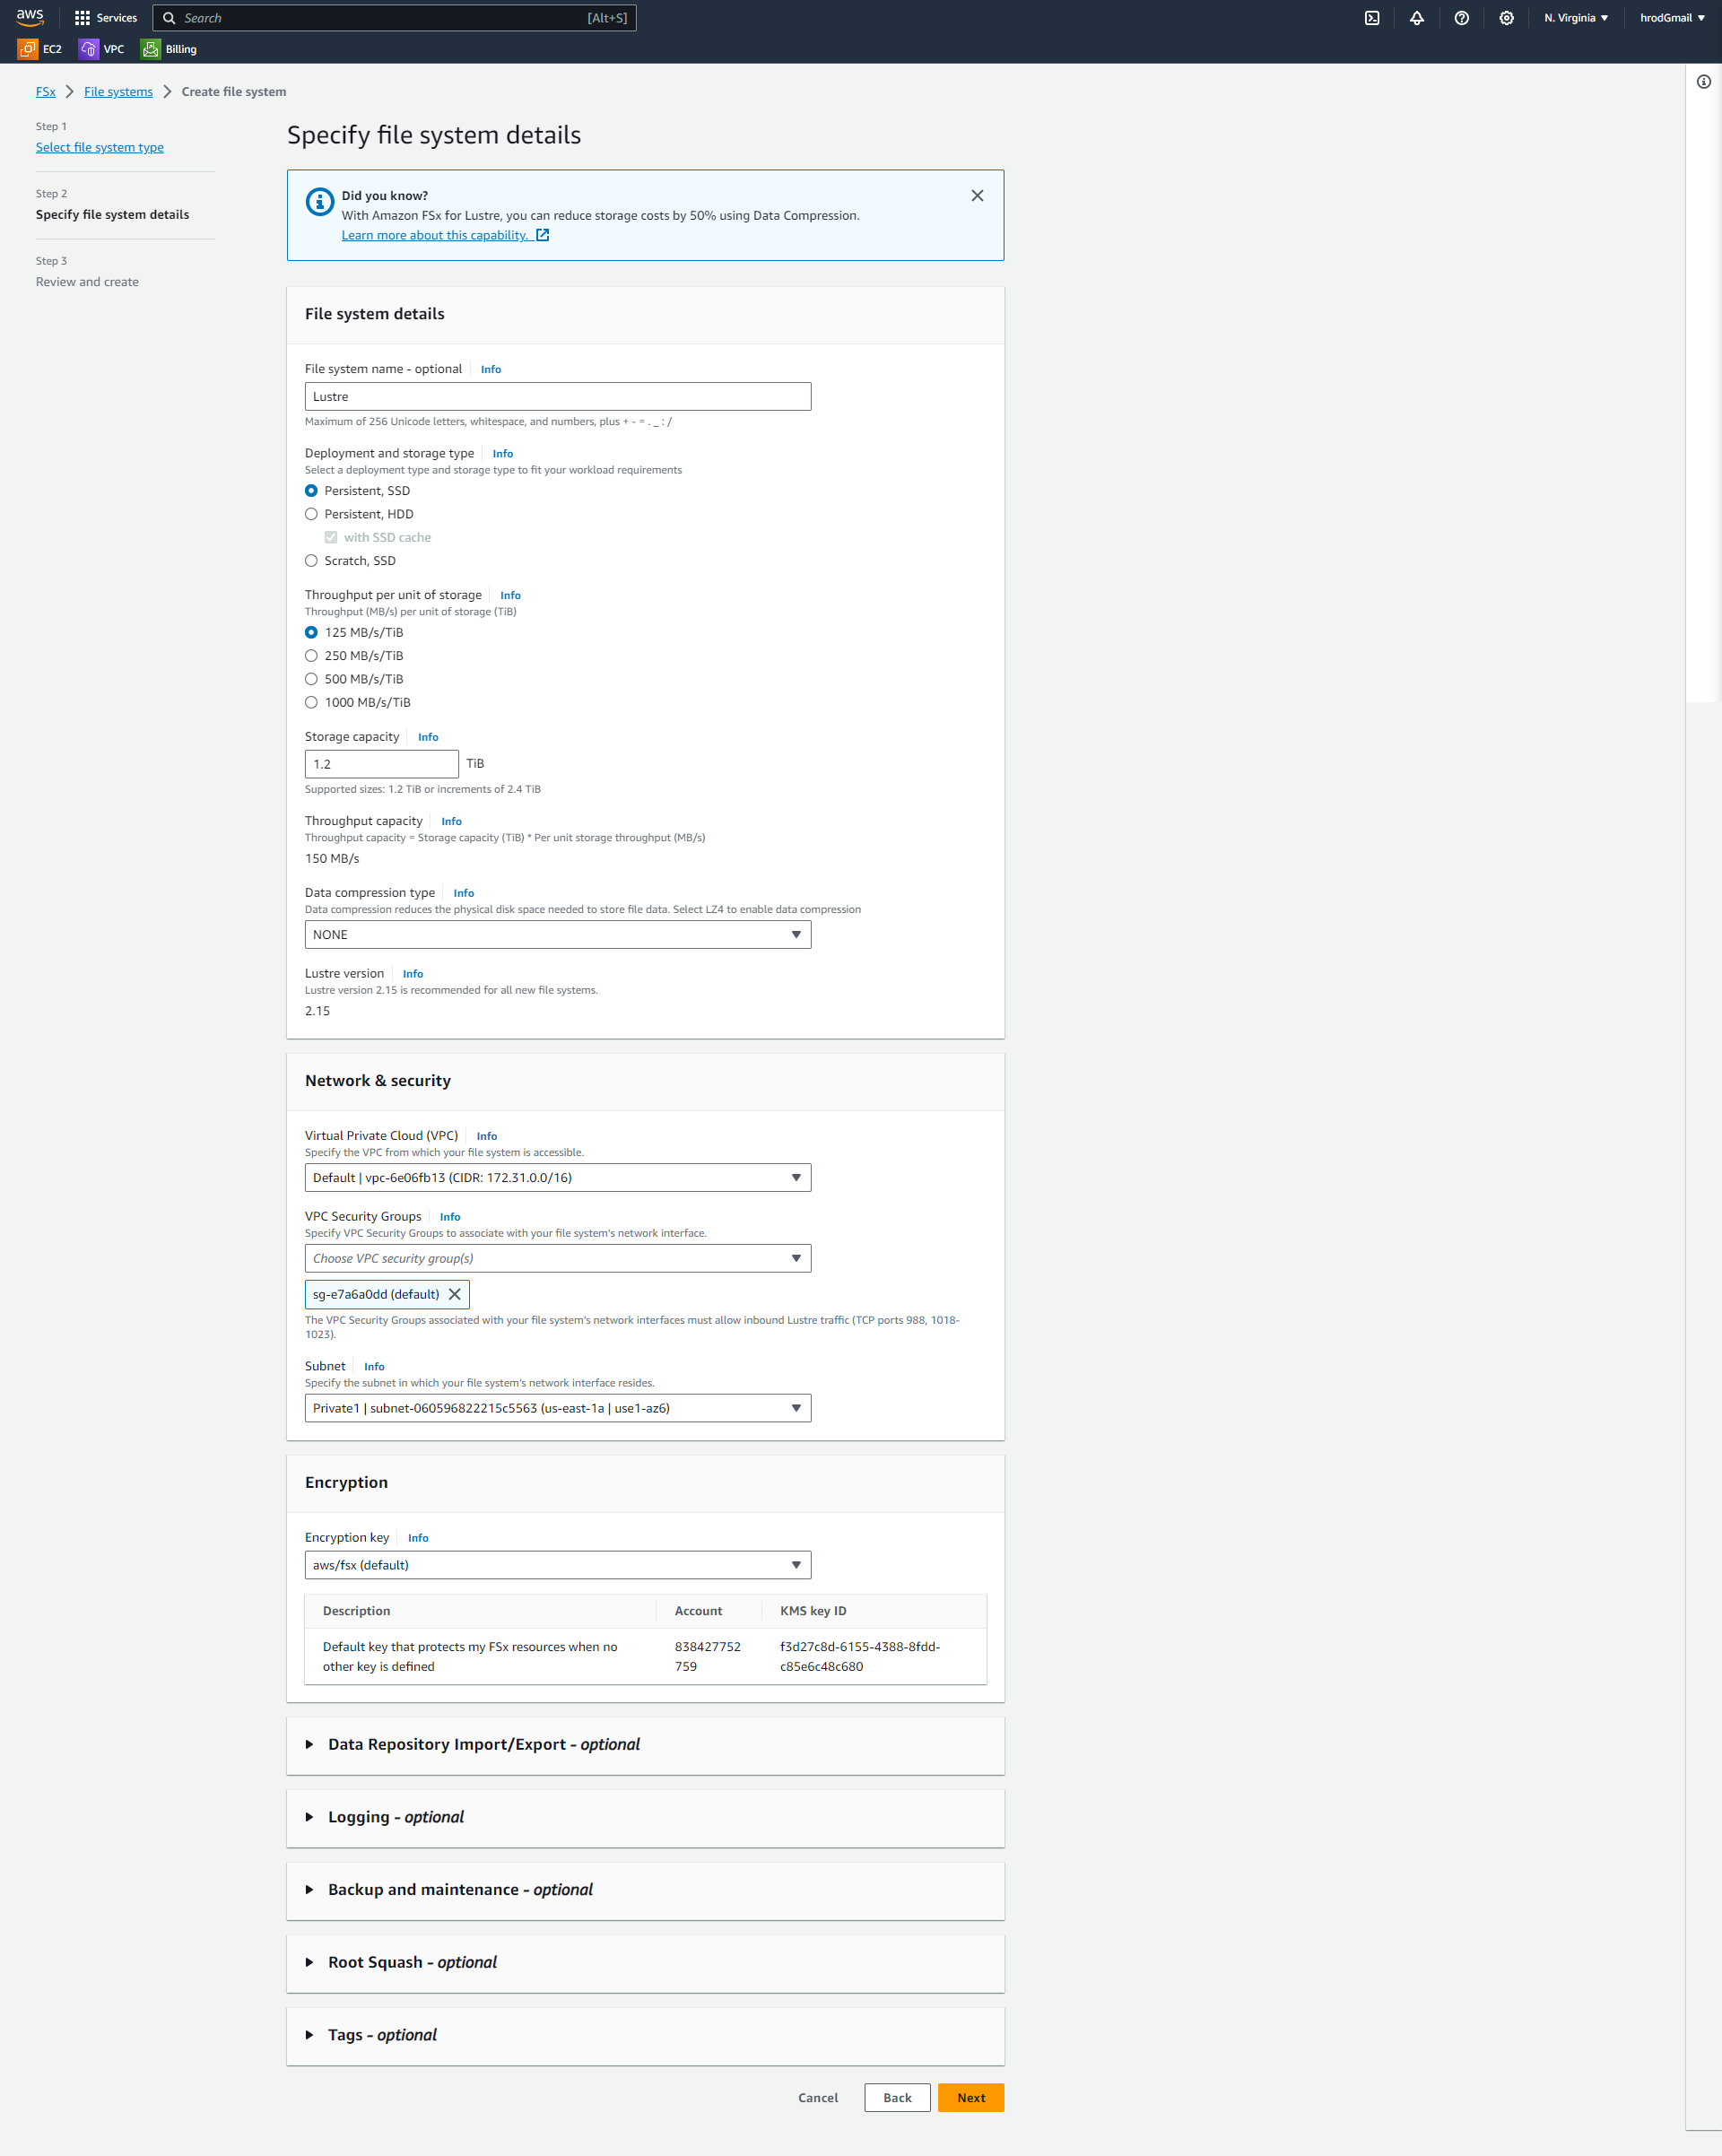 aws
Services
Search [Alt+S]
N. Virginia
hrodGmail
EC2 VPC Billing
FSx > File systems > Create file system
Step 1
Select file system type
Step 2
Specify file system details
Step 3
Review and create
Specify file system details
Did you know?
With Amazon FSx for Lustre, you can reduce storage costs by 50% using Data Compression.
Learn more about this capability.
File system details
File system name - optional Info
Lustre
Maximum of 256 Unicode letters, whitespace, and numbers, plus + - = . _ : /
Deployment and storage type Info
Select a deployment type and storage type to fit your workload requirements
Persistent, SSD
Persistent, HDD
with SSD cache
Scratch, SSD
Throughput per unit of storage Info
Throughput (MB/s) per unit of storage (TiB)
125 MB/s/TiB
250 MB/s/TiB
500 MB/s/TiB
1000 MB/s/TiB
Storage capacity Info
1.2 TiB
Supported sizes: 1.2 TiB or increments of 2.4 TiB
Throughput capacity Info
Throughput capacity = Storage capacity (TiB) * Per unit storage throughput (MB/s)
150 MB/s
Data compression type Info
Data compression reduces the physical disk space needed to store file data. Select LZ4 to enable data compression
NONE
Lustre version Info
Lustre version 2.15 is recommended for all new file systems.
2.15
Network & security
Virtual Private Cloud (VPC) Info
Specify the VPC from which your file system is accessible.
Default | vpc-6e06fb13 (CIDR: 172.31.0.0/16)
VPC Security Groups Info
Specify VPC Security Groups to associate with your file system's network interface.
Choose VPC security group(s)
sg-e7a6a0dd (default)
The VPC Security Groups associated with your file system's network interfaces must allow inbound Lustre traffic (TCP ports 988, 1018-
1023).
Subnet Info
Specify the subnet in which your file system's network interface resides.
Private1 | subnet-060596822215c5563 (us-east-1a | use1-az6)
Encryption
Encryption key Info
aws/fsx (default)
Description Account KMS key ID
Default key that protects my FSx resources when no 838427752 f3d27c8d-6155-4388-8fdd-
other key is defined 759 c85e6c48c680
Data Repository Import/Export - optional
Logging - optional
Backup and maintenance - optional
Root Squash - optional
Tags - optional
Cancel Back Next